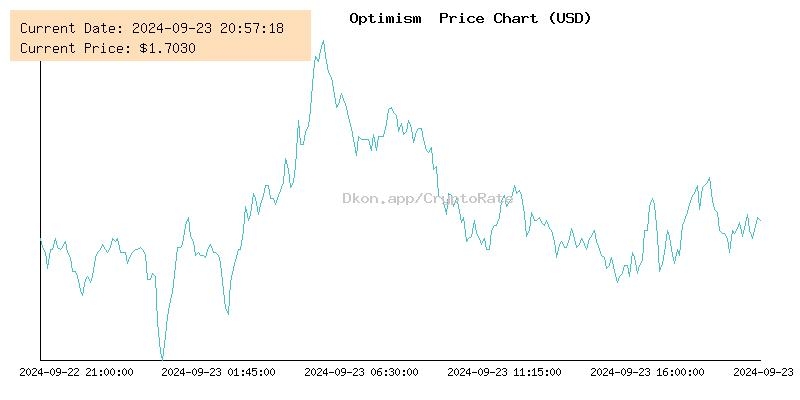 Optimism  Price Chart (USD)
Current Date: 2024-09-23 20:57:18
Current Price: $1.7030
Dkon.app/CryptoRate
2024-09-22 21:00:00 2024-09-23 01:45:00 2024-09-23 06:30:00 2024-09-23 11:15:00 2024-09-23 16:00:00 2024-09-23